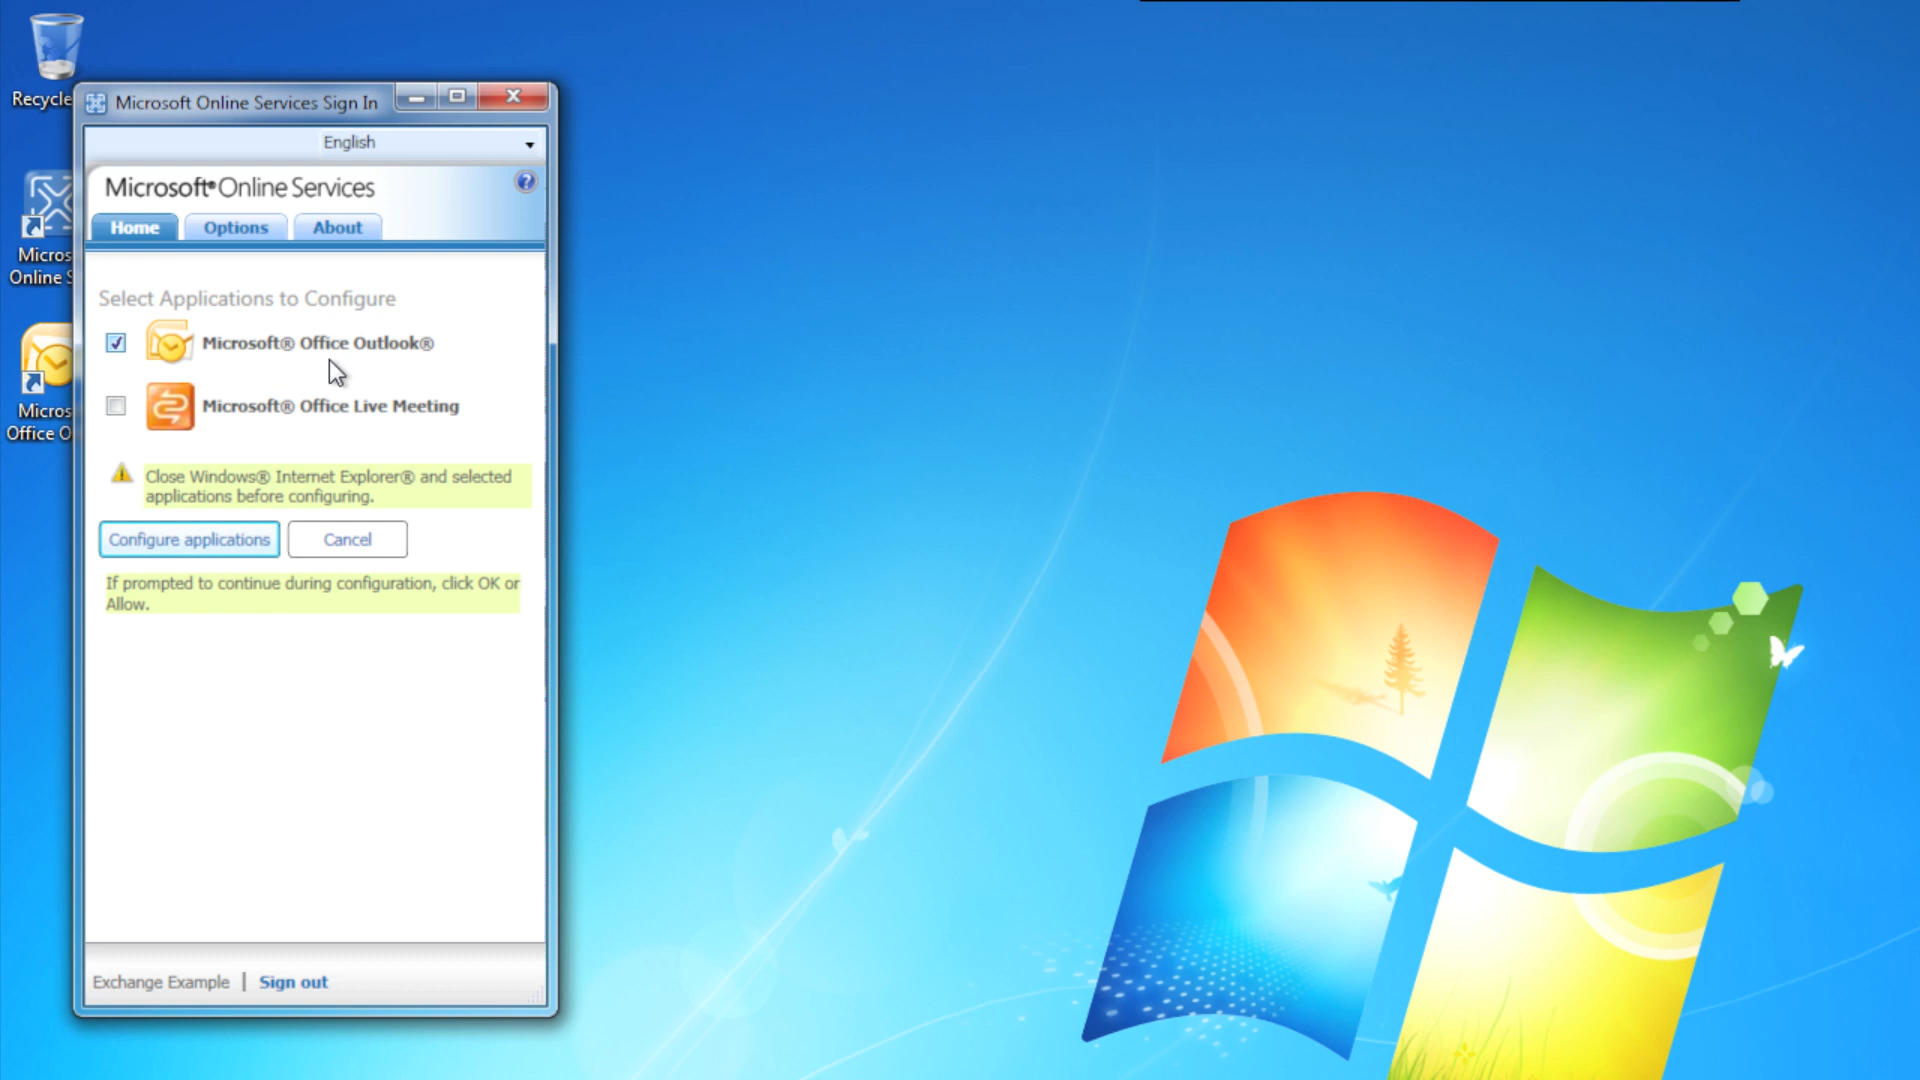 Recycle
Microsoft Online Services Sign In
English
Microsoft® Online Services
Home
Options
About
Micros
Online S
Select Applications to Configure
Microsoft® Office Outlook®
Microsoft® Office Live Meeting
Micros
Office O
Close Windows® Internet Explorer® and selected
applications before configuring.
Configure applications
Cancel
If prompted to continue during configuration, click OK or
Allow.
Exchange Example | Sign out